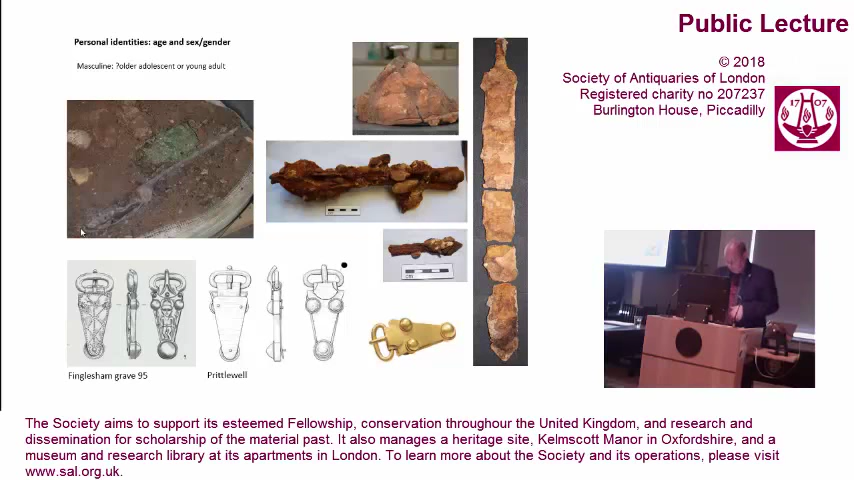 Public Lecture
Personal identities: age and sex/gender
Masculine: ?older adolescent or young adult
© 2018
Society of Antiquaries of London
Registered charity no 207237
Burlington House, Piccadilly
1707
Finglesham grave 95
Prittlewell
The Society aims to support its esteemed Fellowship, conservation throughour the United Kingdom, and research and
dissemination for scholarship of the material past. It also manages a heritage site, Kelmscott Manor in Oxfordshire, and a
museum and research library at its apartments in London. To learn more about the Society and its operations, please visit
www.sal.org.uk.